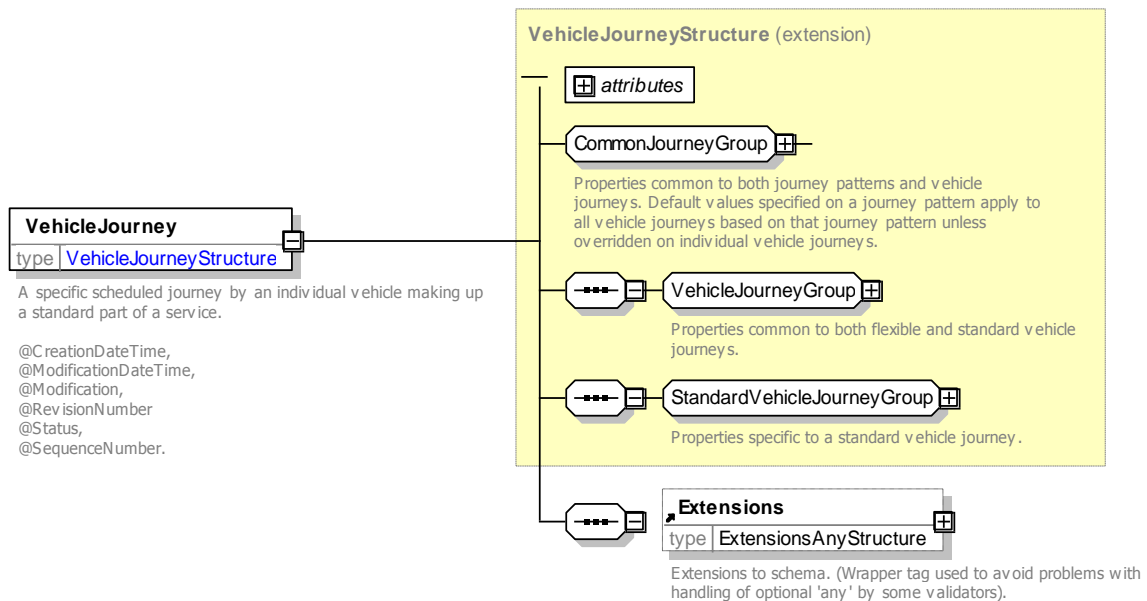 VehicleJourneyStructure (extension)
attributes
CommonJourneyGroup
Properties common to both journey patterns and vehicle
journeys. Default values specified on a journey pattern apply to
all vehicle journeys based on that journey pattern unless
overridden on individual vehicle journeys.
VehicleJourney
type VehicleJourneyStructure
A specific scheduled journey by an individual vehicle making up
a standard part of a service.
@CreationDateTime,
@ModificationDateTime,
@Modification,
@RevisionNumber
@Status,
@SequenceNumber.
VehicleJourneyGroup
Properties common to both flexible and standard vehicle
journeys.
StandardVehicleJourneyGroup
Properties specific to a standard vehicle journey.
Extensions
type ExtensionsAnyStructure
Extensions to schema. (Wrapper tag used to avoid problems with
handling of optional 'any' by some validators).